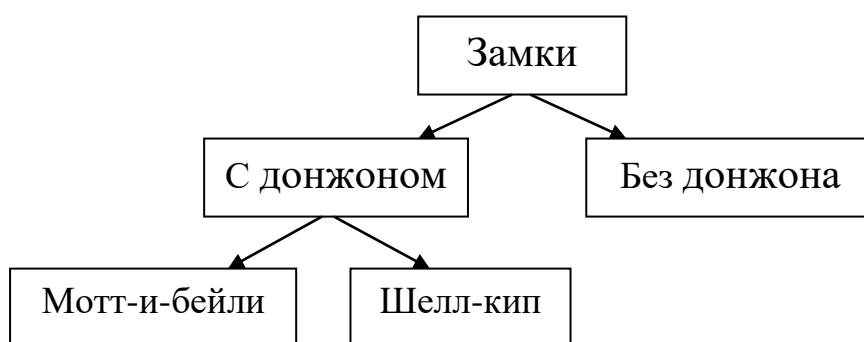 Замки
С донжоном
Без донжона
Мотт-и-бейли
Шелл-кип